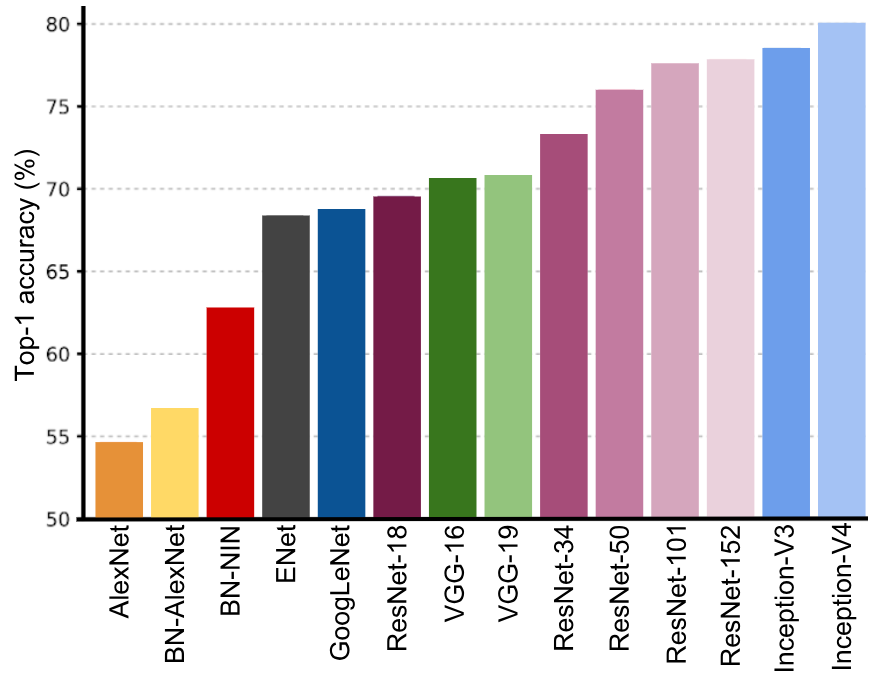 80
75
70
65
60
55
50
Top-1 accuracy (%)
AlexNet
BN-AlexNet
BN-NIN
ENet
GoogLeNet
ResNet-18
VGG-16
VGG-19
ResNet-34
ResNet-50
ResNet-101
ResNet-152
Inception-V3
Inception-V4